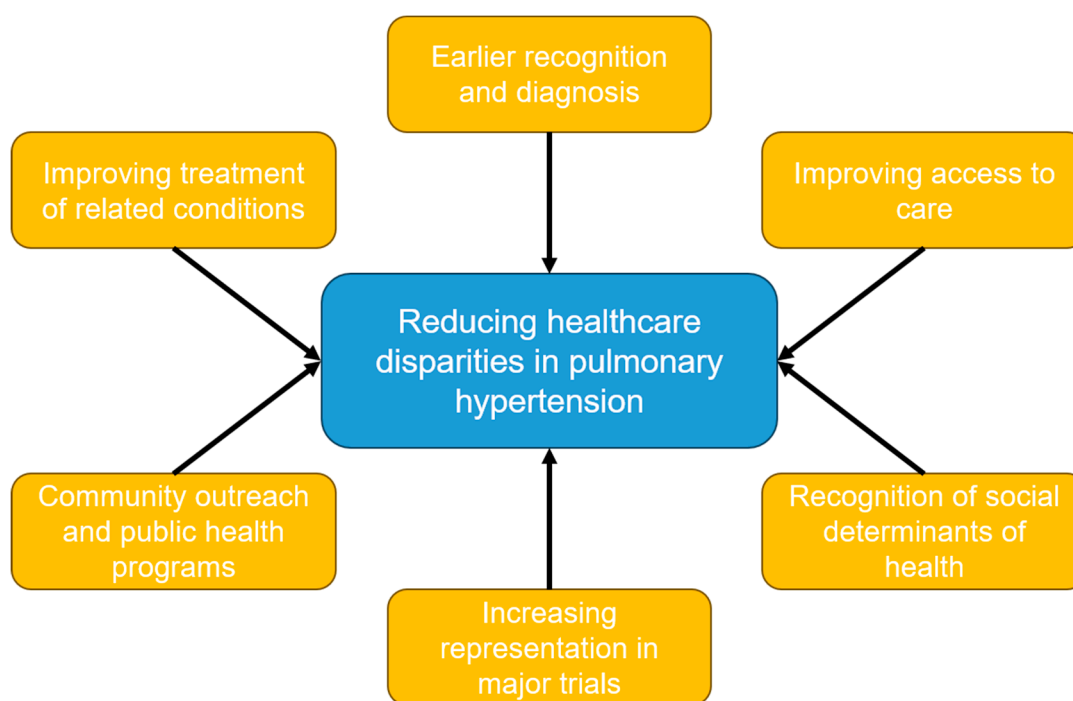 Earlier recognition
and diagnosis
Improving treatment
of related conditions
Improving access to
care
Reducing healthcare
disparities in pulmonary
hypertension
Community outreach
and public health
programs
Recognition of social
determinants of
health
Increasing
representation in
major trials